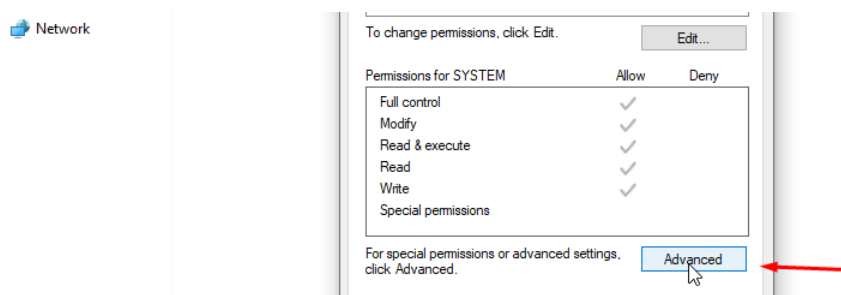 Network
To change permissions, click Edit.
Edit...
Permissions for SYSTEM Allow Deny
Full control
Modify
Read & execute
Read
Write
Special permissions
For special permissions or advanced settings,
click Advanced.
Advanced